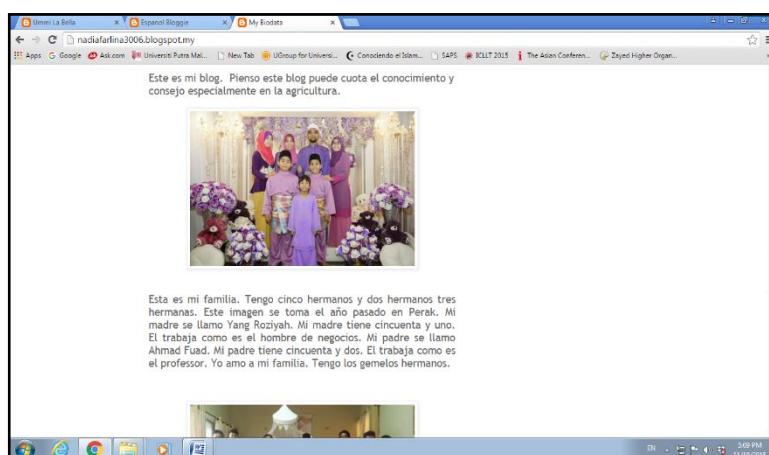 Ummi La Bella
Espanol Bloggie
My Biodata
nadiafarlina3006.blogspot.my
Apps Google Ask.com Universiti Putra Mal... New Tab UGroup for Universi... Conociendo el Islam... SAPS ICLLT 2015 The Asian Conferen... Zayed Higher Organ...
Este es mi blog. Pienso este blog puede cuota el conocimiento y
consejo especialmente en la agricultura.
Esta es mi familia. Tengo cinco hermanos y dos hermanos tres
hermanas. Este imagen se toma el año pasado en Perak. Mi
madre se llamo Yang Roziyah. Mi madre tiene cincuenta y uno.
El trabaja como es el hombre de negocios. Mi padre se llamo
Ahmad Fuad. Mi padre tiene cincuenta y dos. El trabaja como es
el professor. Yo amo a mi familia. Tengo los gemelos hermanos.
EN
5:09 PM